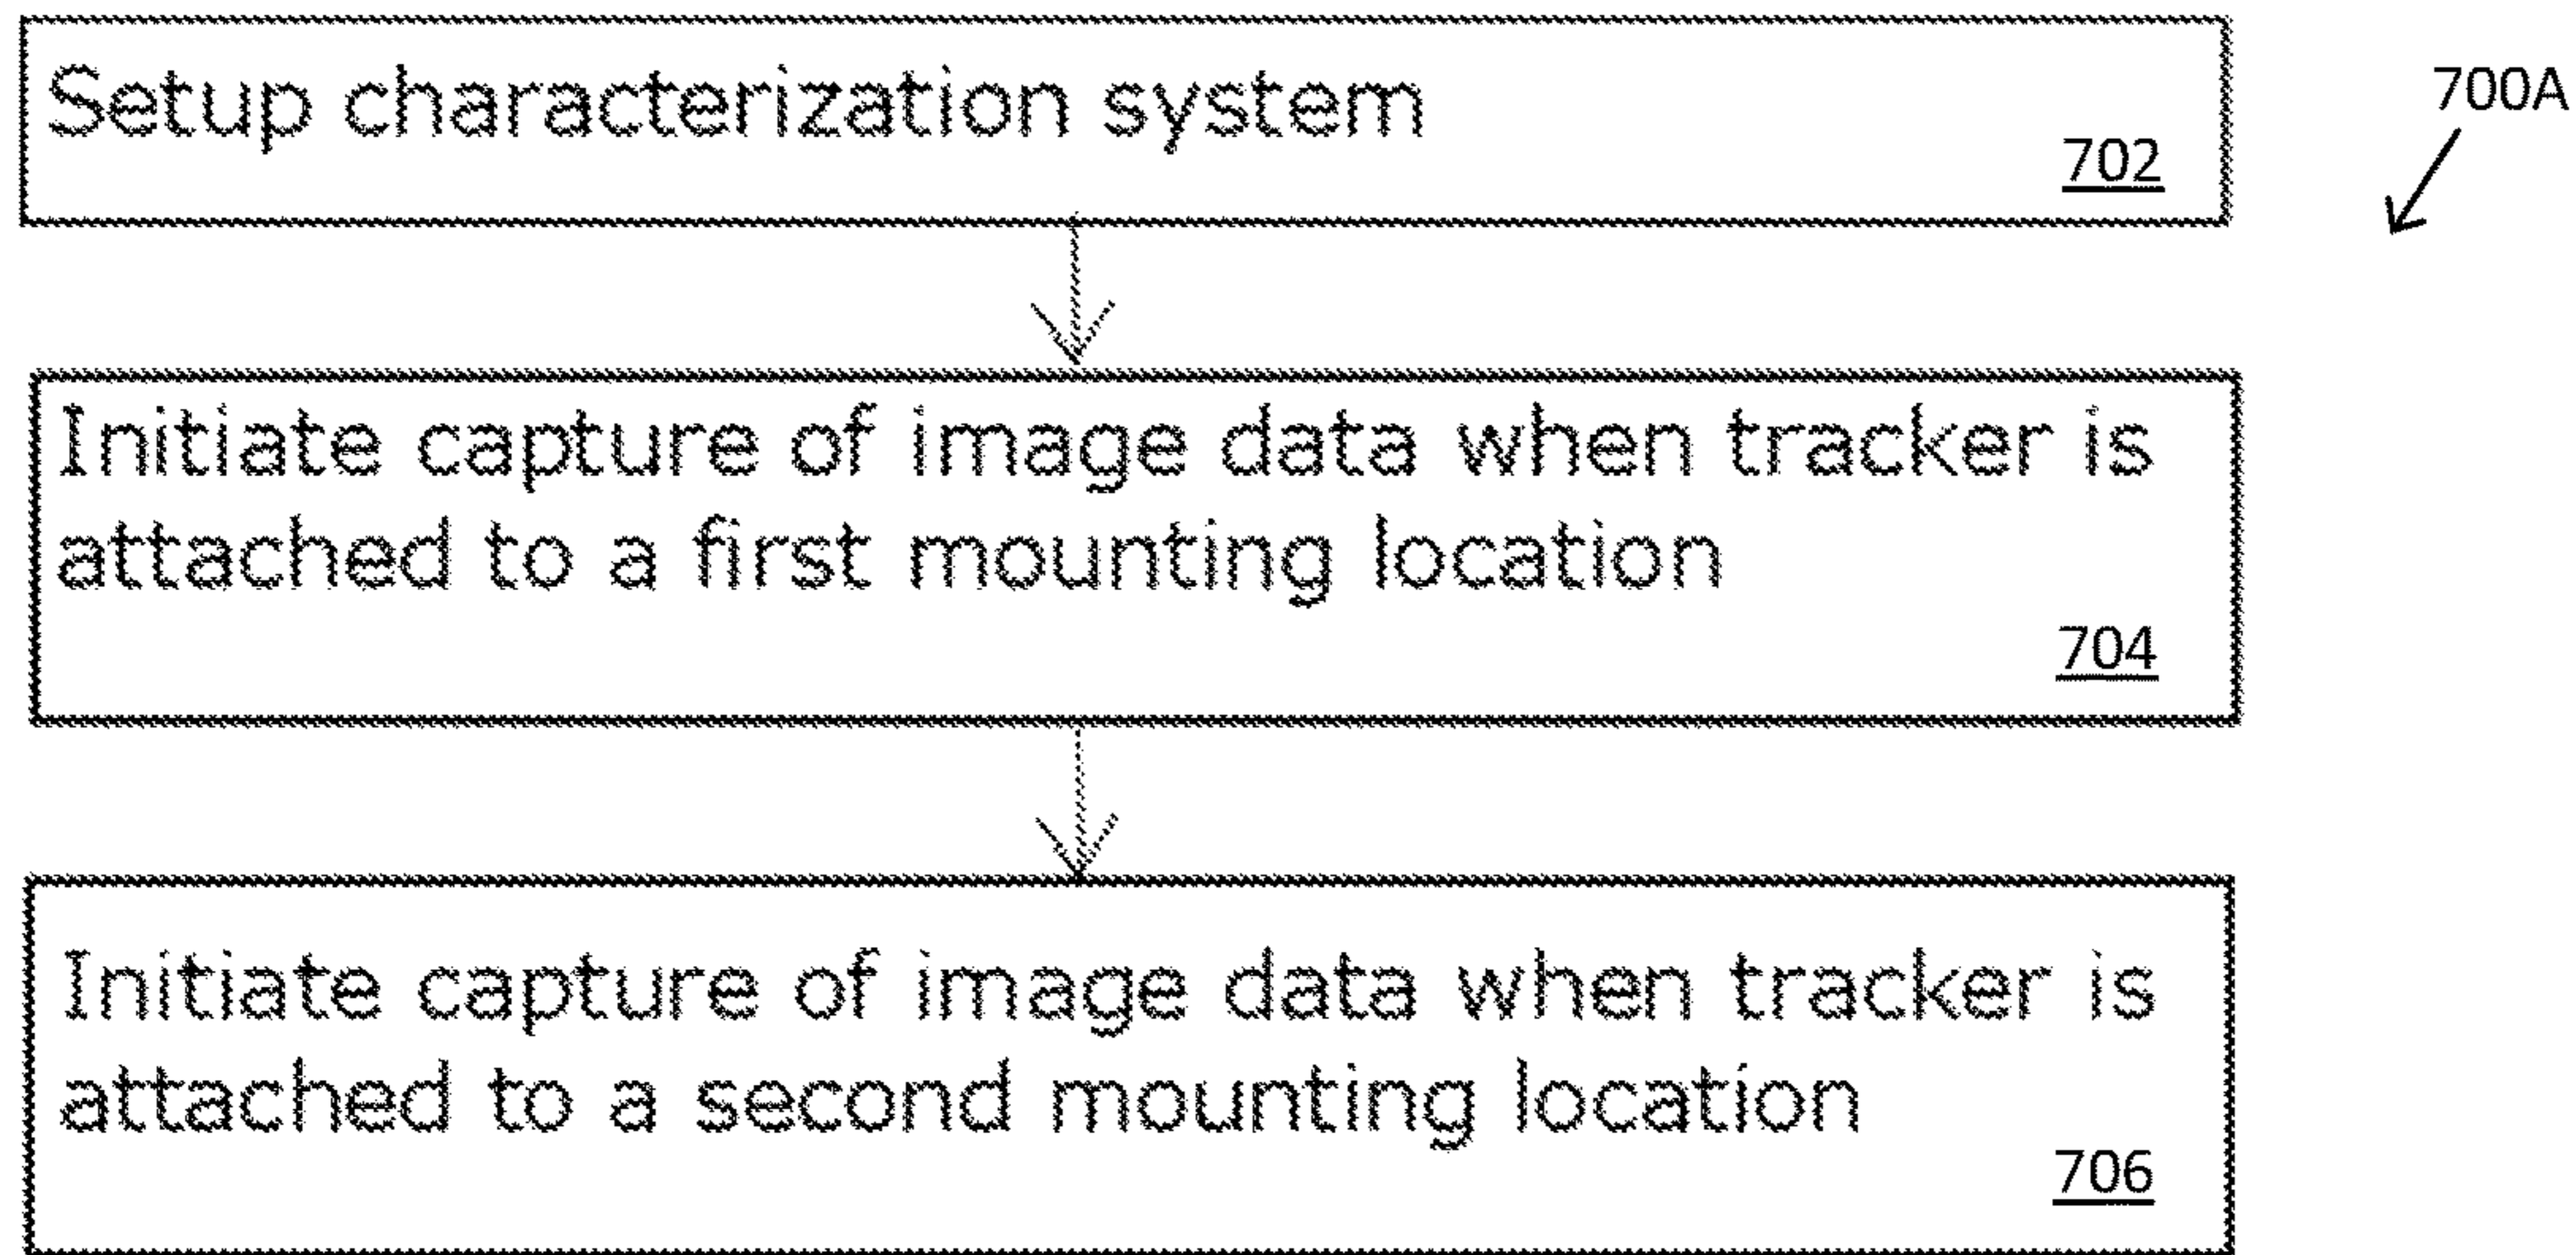 Setup characterization system
702
700A
Initiate capture of image data when tracker is
attached to a first mounting location
704
Initiate capture of image data when tracker is
attached to a second mounting location
706